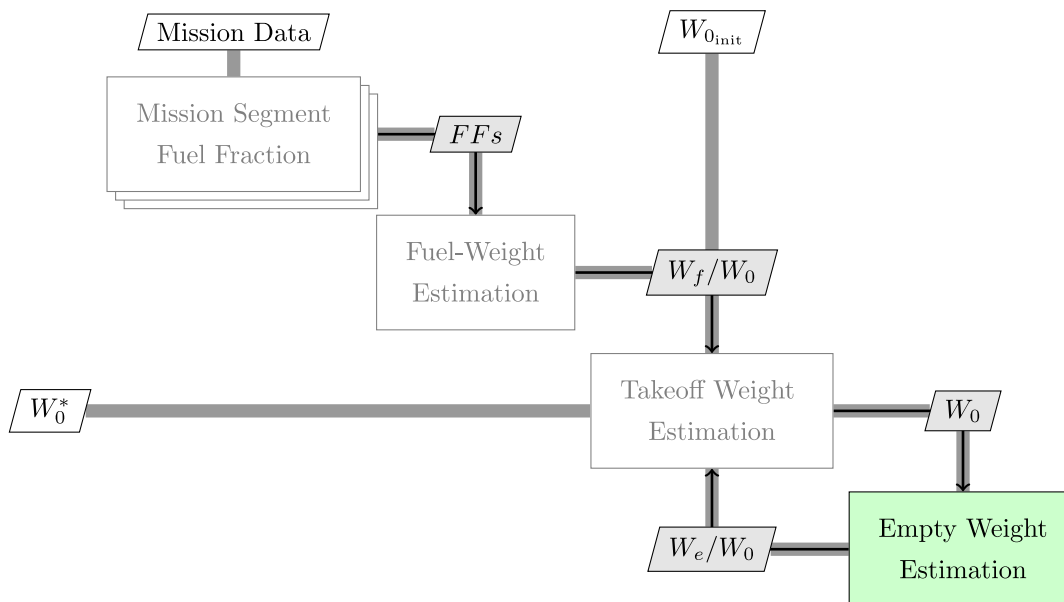 Mission Data
W_{0_{init}}
Mission Segment
Fuel Fraction
FFs
Fuel-Weight
Estimation
W_f/W_0
Takeoff Weight
Estimation
W_0^*
W_0
Empty Weight
Estimation
W_e/W_0